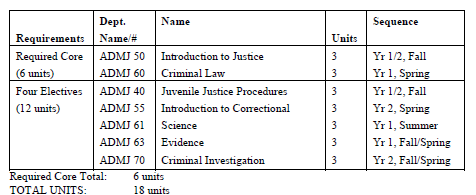 Dept. Name Sequence
Requirements Name/# Units
Required Core ADMJ 50 Introduction to Justice 3 Yr 1/2, Fall
(6 units) ADMJ 60 Criminal Law 3 Yr 1, Spring
Four Electives ADMJ 40 Juvenile Justice Procedures 3 Yr 1/2, Fall
(12 units) ADMJ 55 Introduction to Correctional 3 Yr 2, Spring
ADMJ 61 Science 3 Yr 1, Summer
ADMJ 63 Evidence 3 Yr 1, Fall/Spring
ADMJ 70 Criminal Investigation 3 Yr 2, Fall/Spring
Required Core Total: 6 units
TOTAL UNITS: 18 units